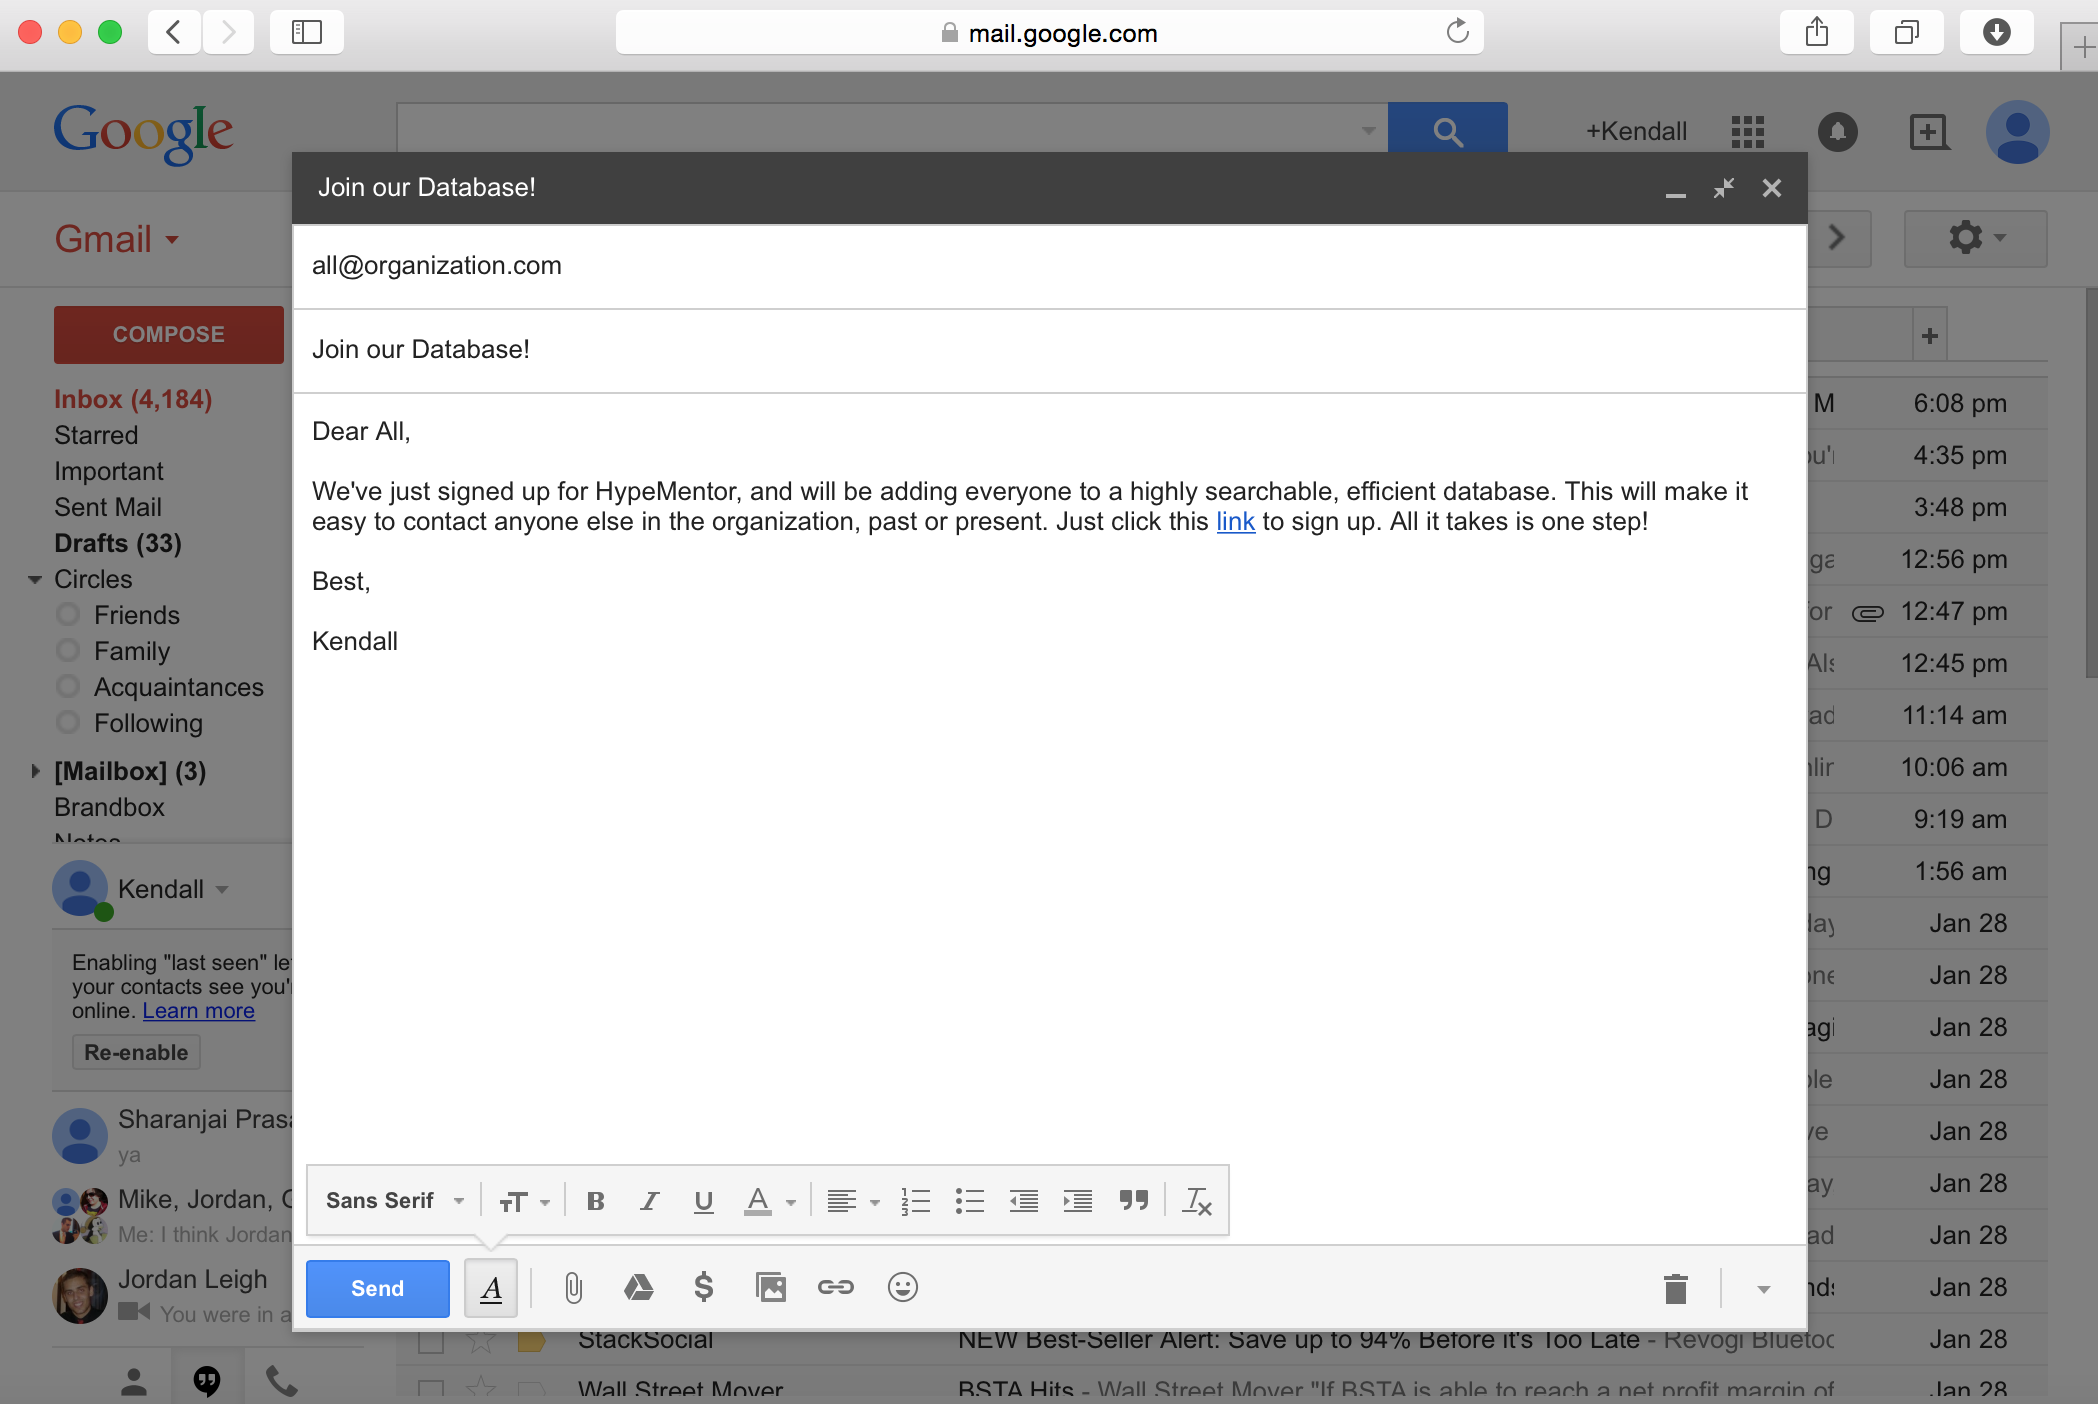 mail.google.com
Google
+Kendall
Join our Database!
Gmail
all@organization.com
COMPOSE
Join our Database!
Inbox (4,184)
Starred
Important
Sent Mail
Drafts (33)
Circles
Friends
Family
Acquaintances
Following
[Mailbox] (3)
Brandbox
Notes
Dear All,
We've just signed up for HypeMentor, and will be adding everyone to a highly searchable, efficient database. This will make it
easy to contact anyone else in the organization, past or present. Just click this link to sign up. All it takes is one step!
Best,
Kendall
M 6:08 pm
4:35 pm
3:48 pm
12:56 pm
for 12:47 pm
12:45 pm
11:14 am
10:06 am
D 9:19 am
1:56 am
Jan 28
Jan 28
Jan 28
Jan 28
Jan 28
Jan 28
Jan 28
Jan 28
Kendall
Enabling "last seen"
your contacts see
online. Learn more
Re-enable
Sharanjai
ya
Mike, Jordan,
Me: I think Jordan
Jordan Leigh
You were in a
Sans Serif
Send
StackSocial NEW Best-Seller Alert: Save up to 94% Before it's Too Late - Revogi Jan 28
Wall Street Mover BSTA Hits - Wall Street Mover "If BSTA is able to reach a net profit margin of Jan 28